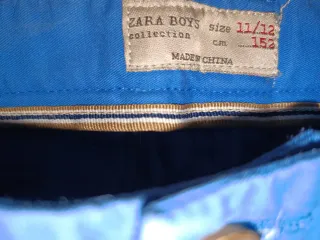 ZARA BOYS size 11/12
collection cm 152
MADE IN CHINA